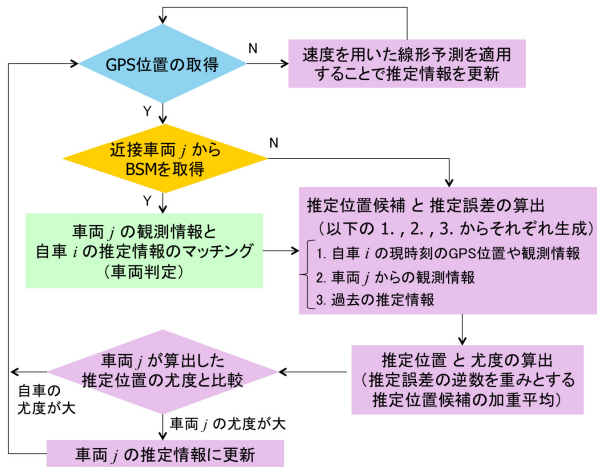 GPS位置の取得
N
速度を用いた線形予測を適用
することで推定情報を更新
Y
近接車両 j から
BSMを取得
N
Y
車両 j の観測情報と
自車 i の推定情報のマッチング
（車両判定）
推定位置候補 と 推定誤差の算出
（以下の 1. , 2. , 3. からそれぞれ生成）
1. 自車 i の現時刻のGPS位置や観測情報
2. 車両 j からの観測情報
3. 過去の推定情報
推定位置 と 尤度の算出
（推定誤差の逆数を重みとする
推定位置候補の加重平均）
車両 j が算出した
推定位置の尤度と比較
自車の
尤度が大
車両 j の尤度が大
車両 j の推定情報に更新